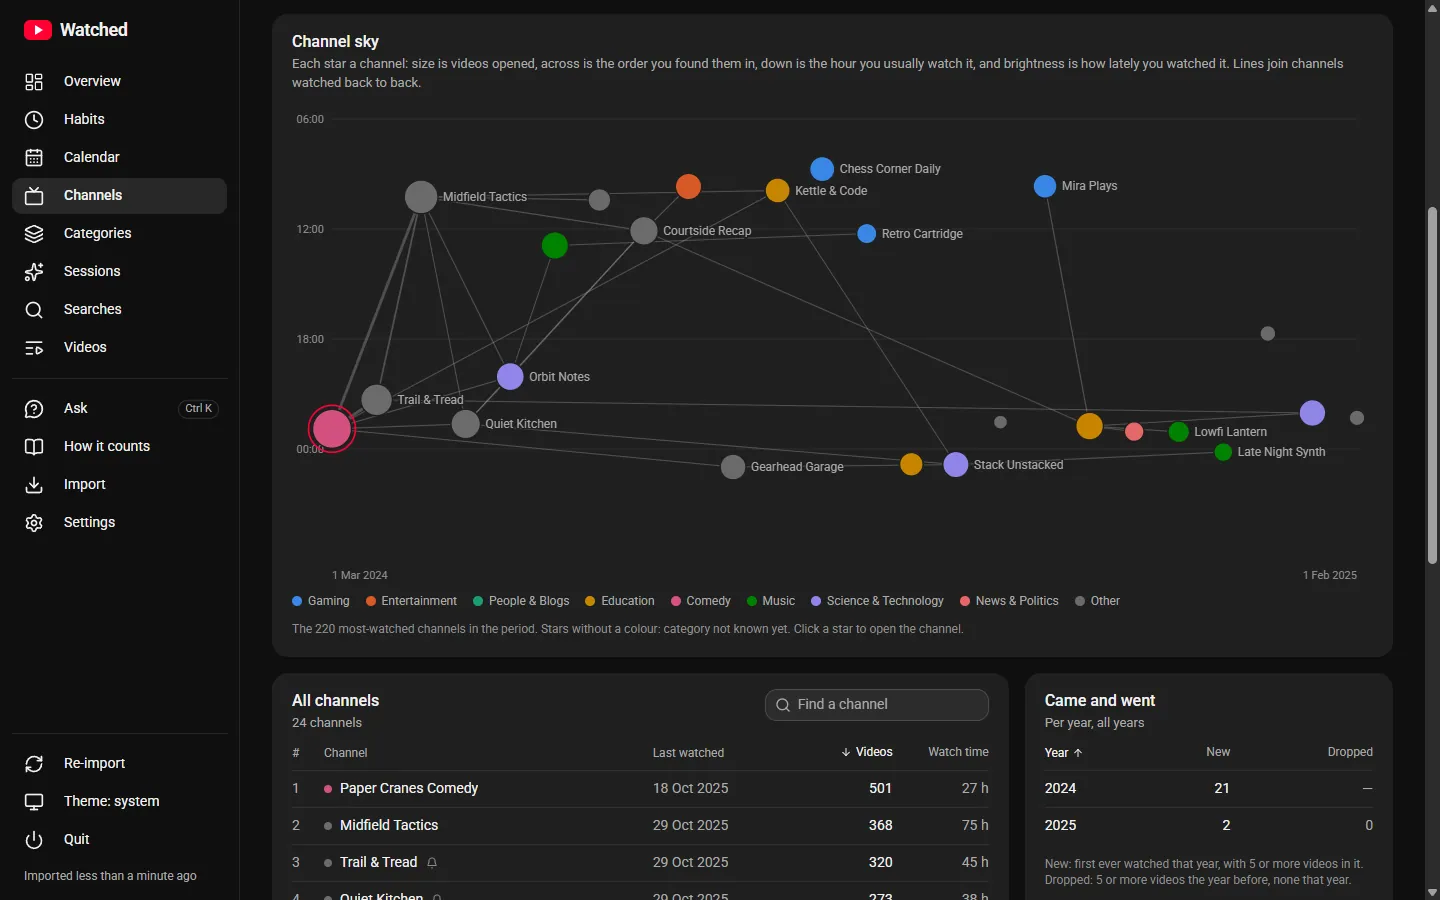 Watched
Overview
Habits
Calendar
Channels
Categories
Sessions
Searches
Videos
Ask
Ctrl K
How it counts
Import
Settings
Re-import
Theme: system
Quit
Imported less than a minute ago
Channel sky
Each star a channel: size is videos opened, across is the order you found them in, down is the hour you usually watch it, and brightness is how lately you watched it. Lines join channels
watched back to back.
06:00
Chess Corner Daily
Midfield Tactics
Kettle & Code
Mira Plays
12:00
Courtside Recap
Retro Cartridge
18:00
Orbit Notes
Trail & Tread
Quiet Kitchen
Lowfi Lantern
00:00
Late Night Synth
Gearhead Garage
Stack Unstacked
1 Mar 2024
1 Feb 2025
Gaming
Entertainment
People & Blogs
Education
Comedy
Music
Science & Technology
News & Politics
Other
The 220 most-watched channels in the period. Stars without a colour: category not known yet. Click a star to open the channel.
All channels
24 channels
Find a channel
# Channel Last watched Videos Watch time
1 Paper Cranes Comedy 18 Oct 2025 501 27 h
2 Midfield Tactics 29 Oct 2025 368 75 h
3 Trail & Tread 29 Oct 2025 320 45 h
4 Quiet Kitchen 29 Oct 2025 273 38 h
Came and went
Per year, all years
Year New Dropped
2024 21 —
2025 2 0
New: first ever watched that year, with 5 or more videos in it.
Dropped: 5 or more videos the year before, none that year.